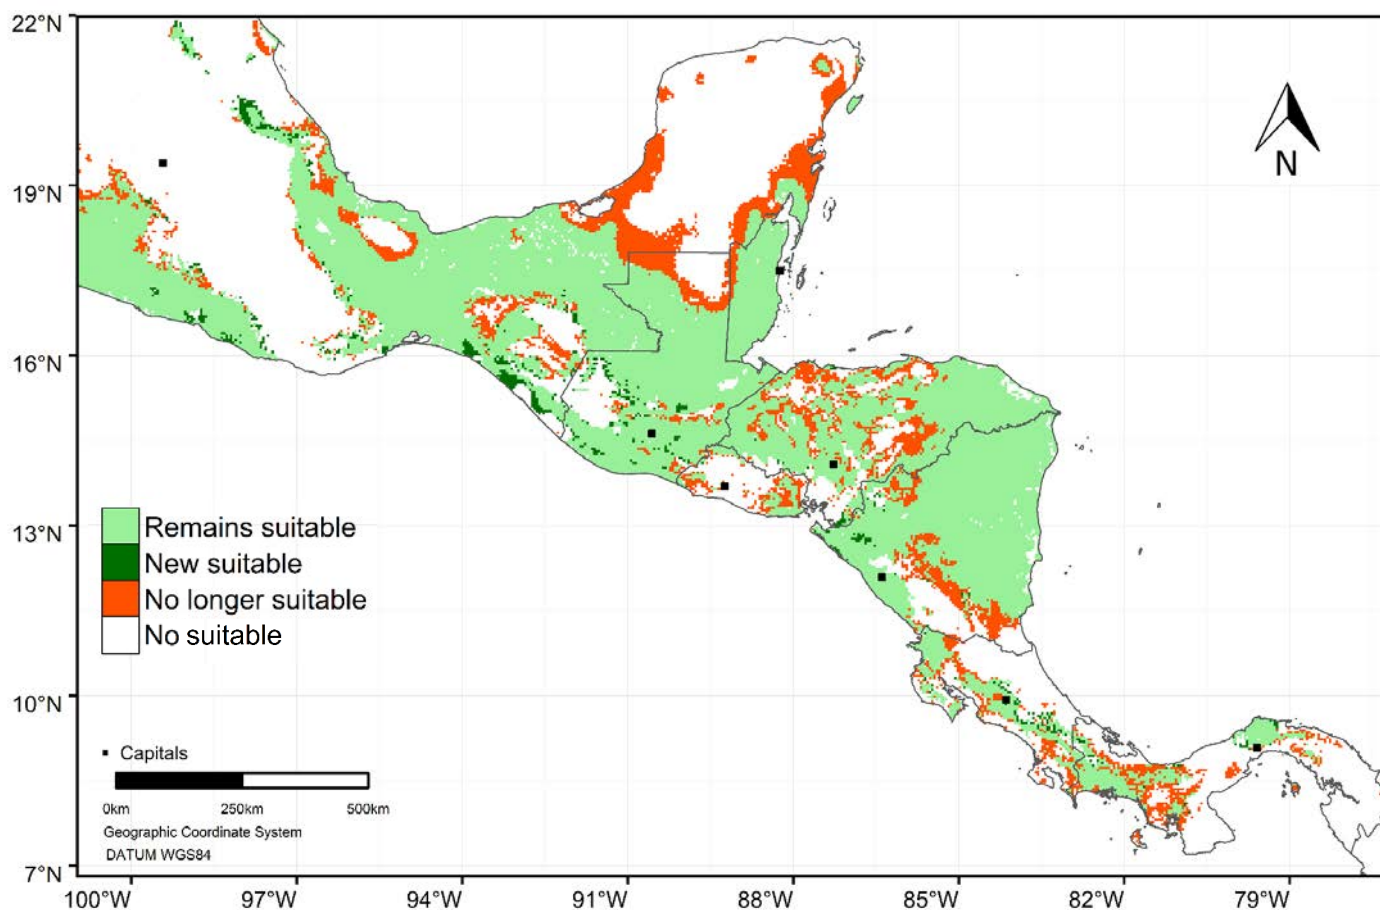 22°N
19°N
16°N
13°N
10°N
7°N
N
Remains suitable
New suitable
No longer suitable
No suitable
Capitals
0km 250km 500km
Geographic Coordinate System
DATUM WGS84
100°W 97°W 94°W 91°W 88°W 85°W 82°W 79°W